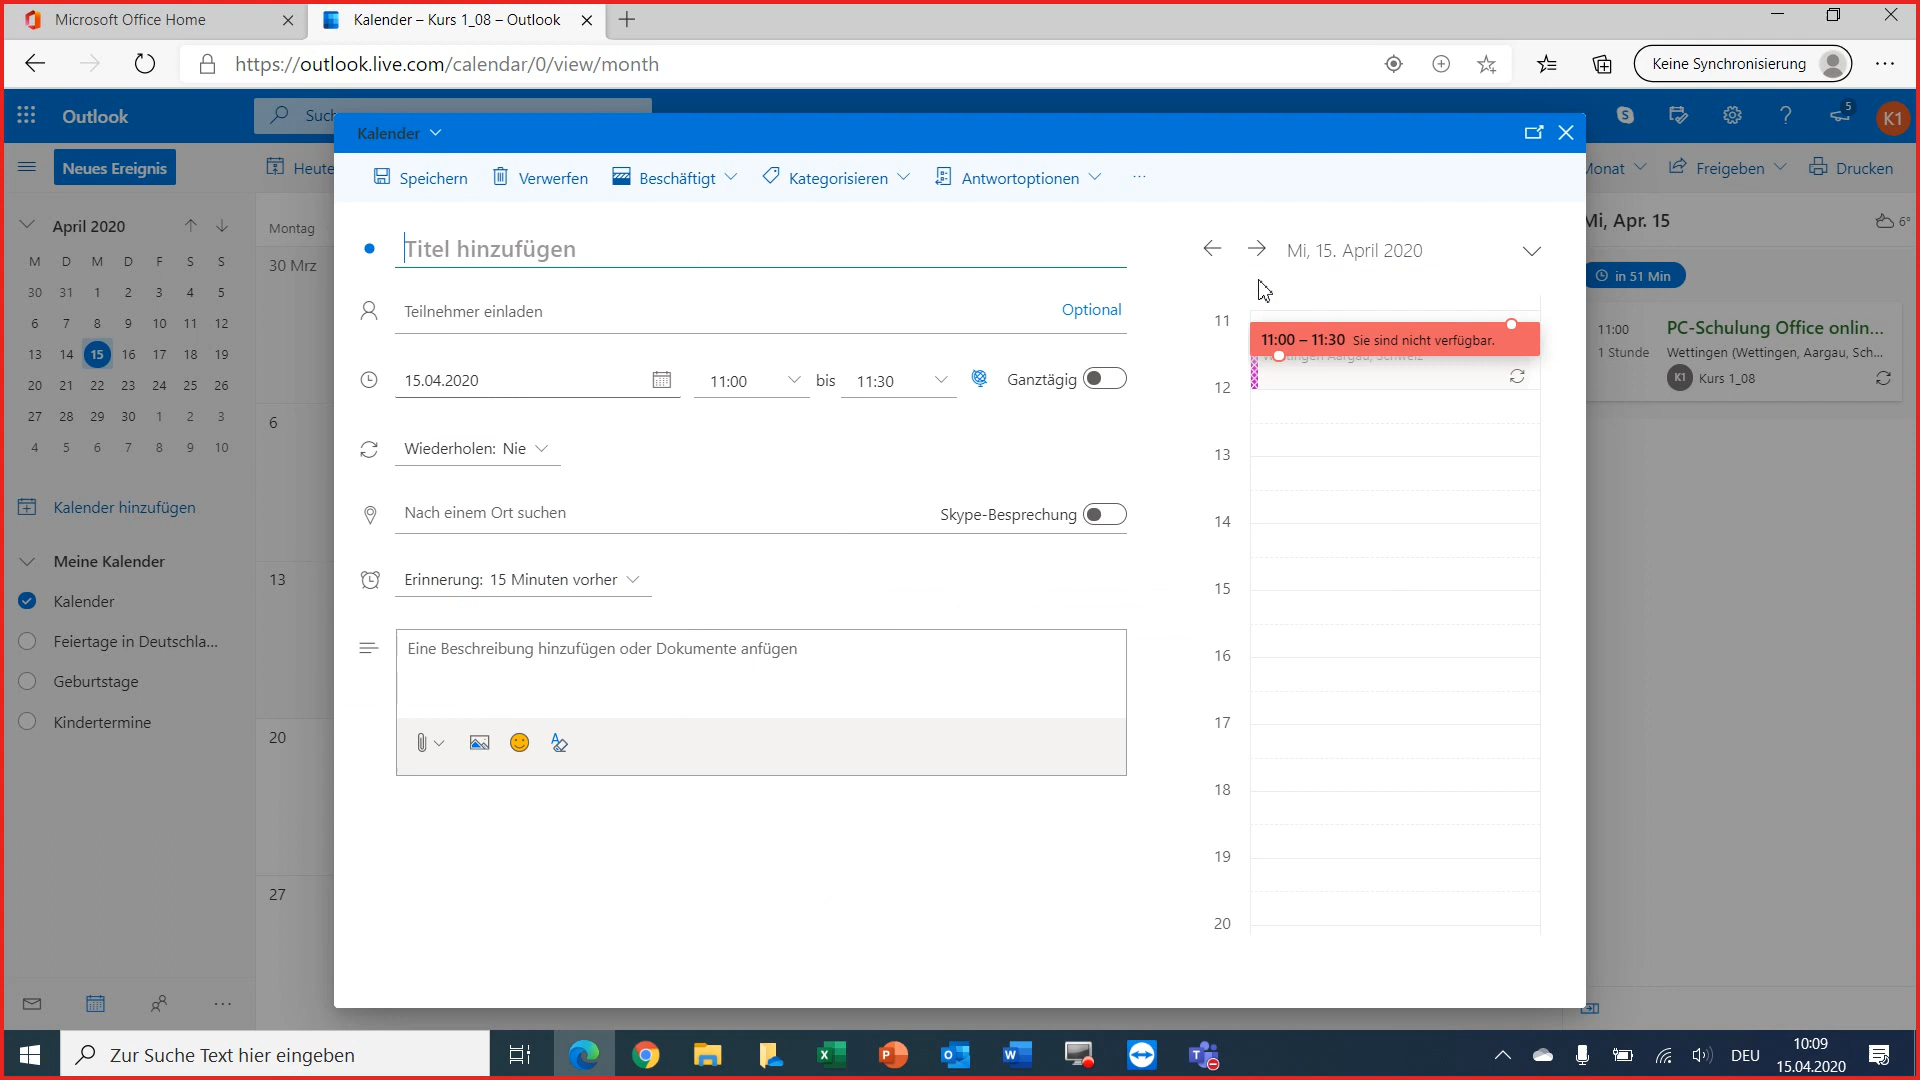 Microsoft Office Home
Kalender – Kurs 1_08 – Outlook
https://outlook.live.com/calendar/0/view/month
Keine Synchronisierung
Outlook
Such
5
K1
Neues Ereignis
Heute
Monat
Freigeben
Drucken
Kalender
Speichern
Verwerfen
Beschäftigt
Kategorisieren
Antwortoptionen
April 2020
M D M D F S S
30 31 1 2 3 4 5
6 7 8 9 10 11 12
13 14 15 16 17 18 19
20 21 22 23 24 25 26
27 28 29 30 1 2 3
4 5 6 7 8 9 10
Kalender hinzufügen
Meine Kalender
Kalender
Feiertage in Deutschla...
Geburtstage
Kindertermine
Montag
30 Mrz
6
13
20
27
Titel hinzufügen
Teilnehmer einladen
Optional
15.04.2020
11:00
bis
11:30
Ganztägig
Wiederholen: Nie
Nach einem Ort suchen
Skype-Besprechung
Erinnerung: 15 Minuten vorher
Eine Beschreibung hinzufügen oder Dokumente anfügen
Mi, 15. April 2020
11
11:00 – 11:30 Sie sind nicht verfügbar.
Wettingen Aargau, Schweiz
12
13
14
15
16
17
18
19
20
Mi, Apr. 15
6°
in 51 Min
11:00
PC-Schulung Office onlin...
1 Stunde
Wettingen (Wettingen, Aargau, Sch...
K1
Kurs 1_08
Zur Suche Text hier eingeben
DEU
10:09
15.04.2020